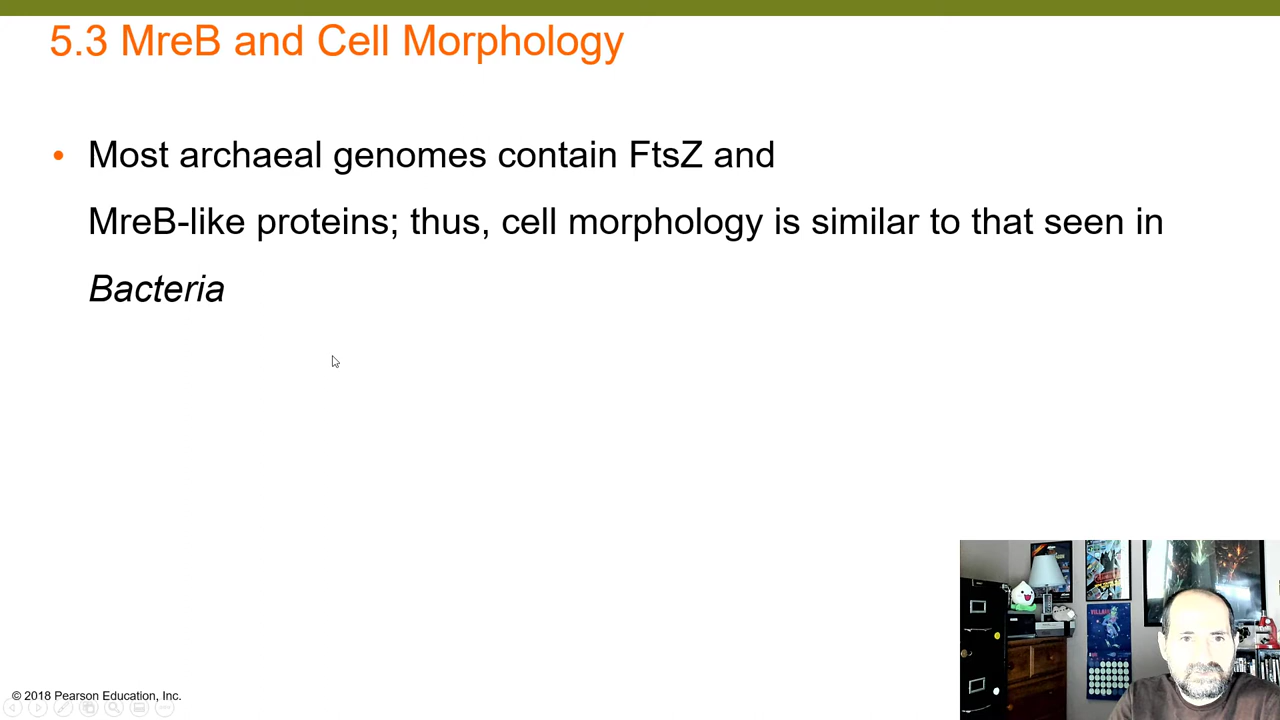 5.3 MreB and Cell Morphology
• Most archaeal genomes contain FtsZ and
MreB-like proteins; thus, cell morphology is similar to that seen in
Bacteria
© 2018 Pearson Education, Inc.